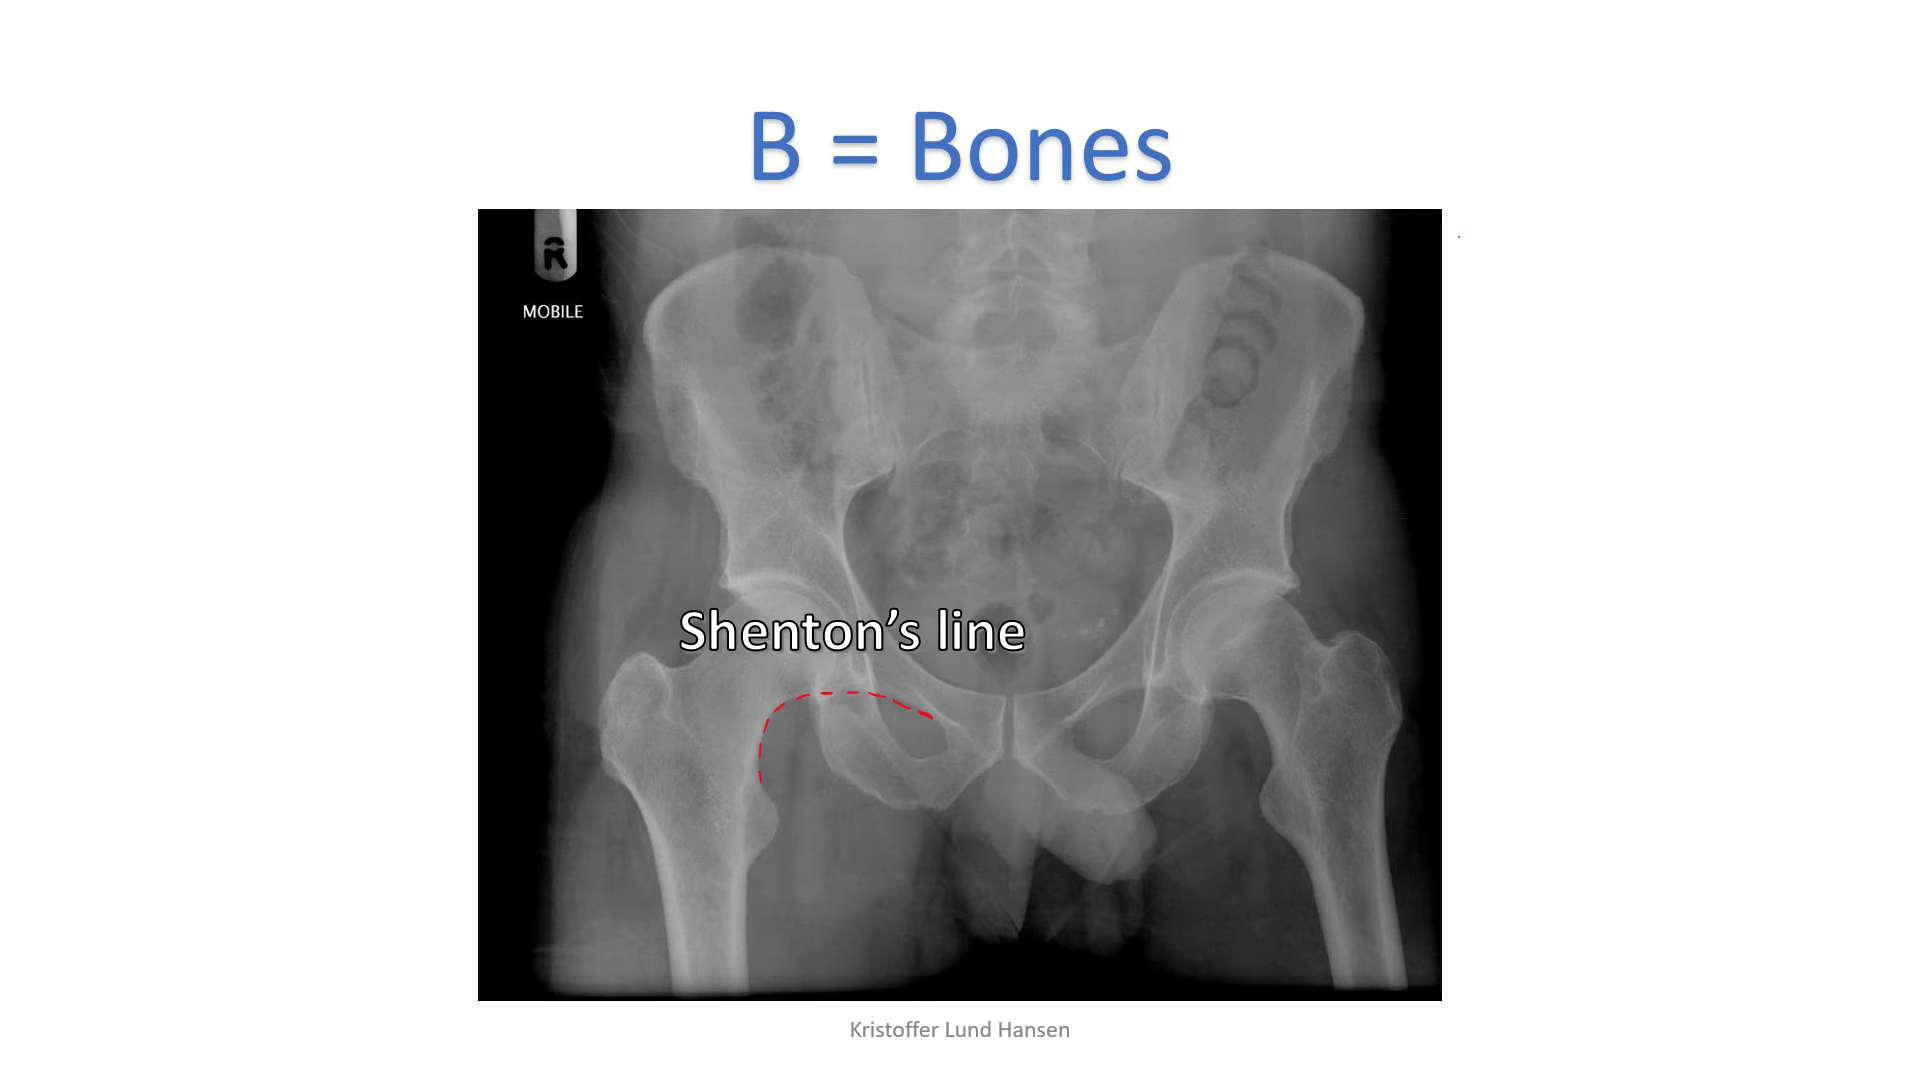 B = Bones
R
MOBILE
Shenton’s line
Kristoffer Lund Hansen